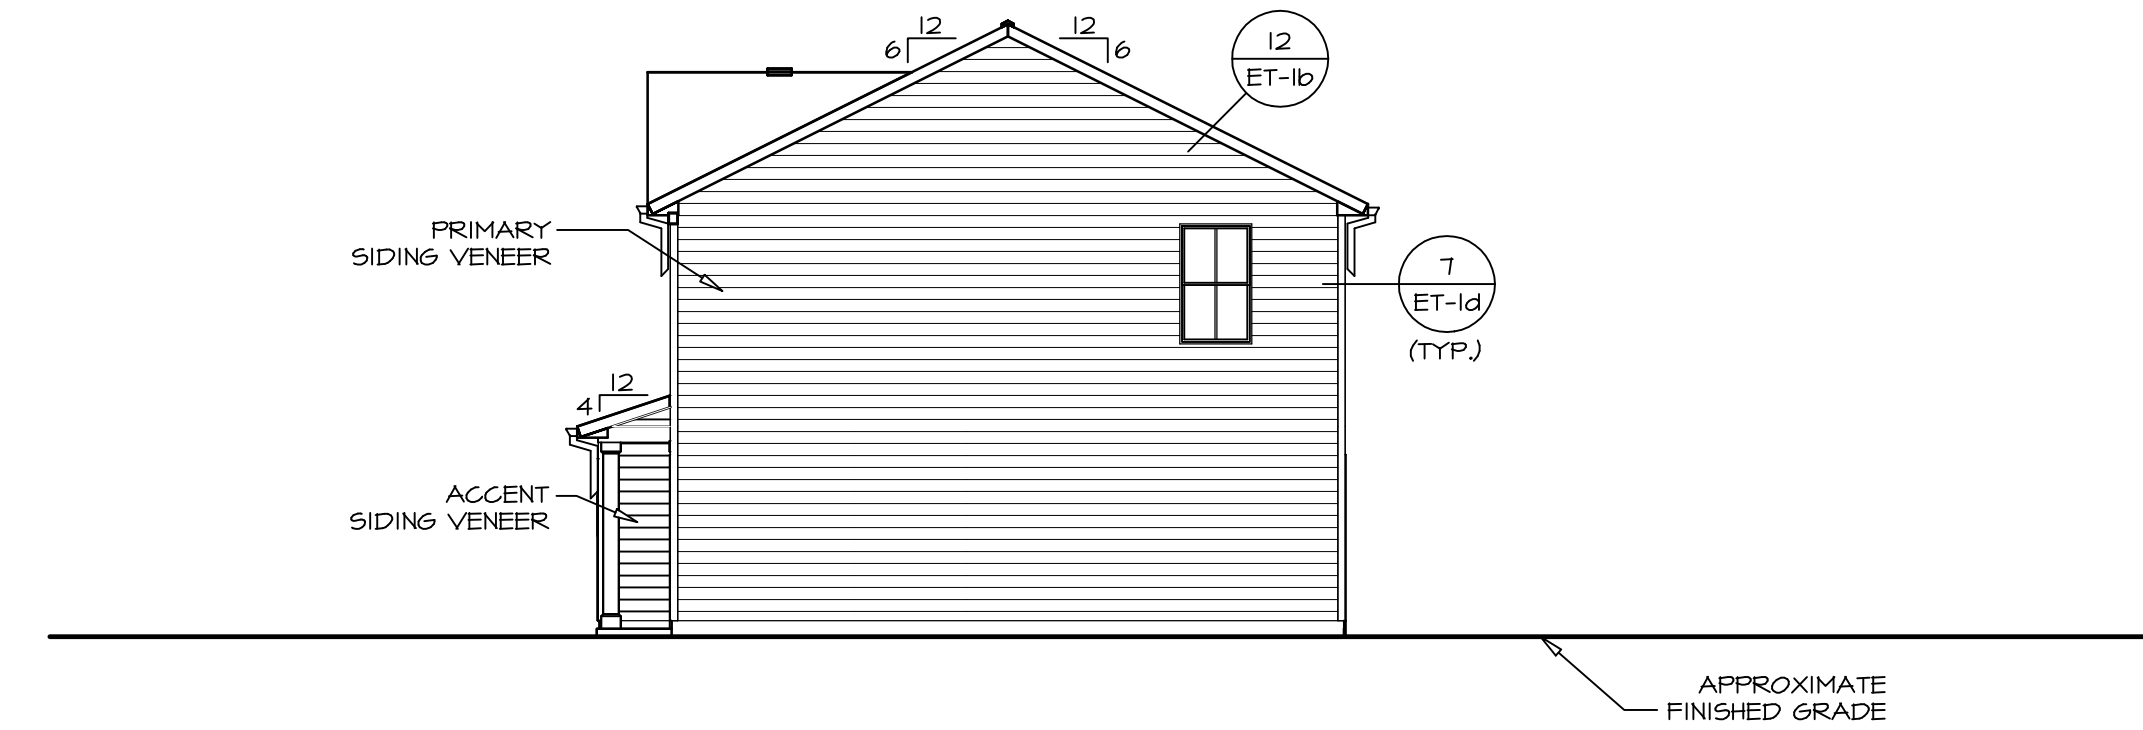 12
6
12
6
12
ET-1b
PRIMARY
SIDING VENEER
7
ET-1d
(TYP.)
12
4
ACCENT
SIDING VENEER
APPROXIMATE
FINISHED GRADE